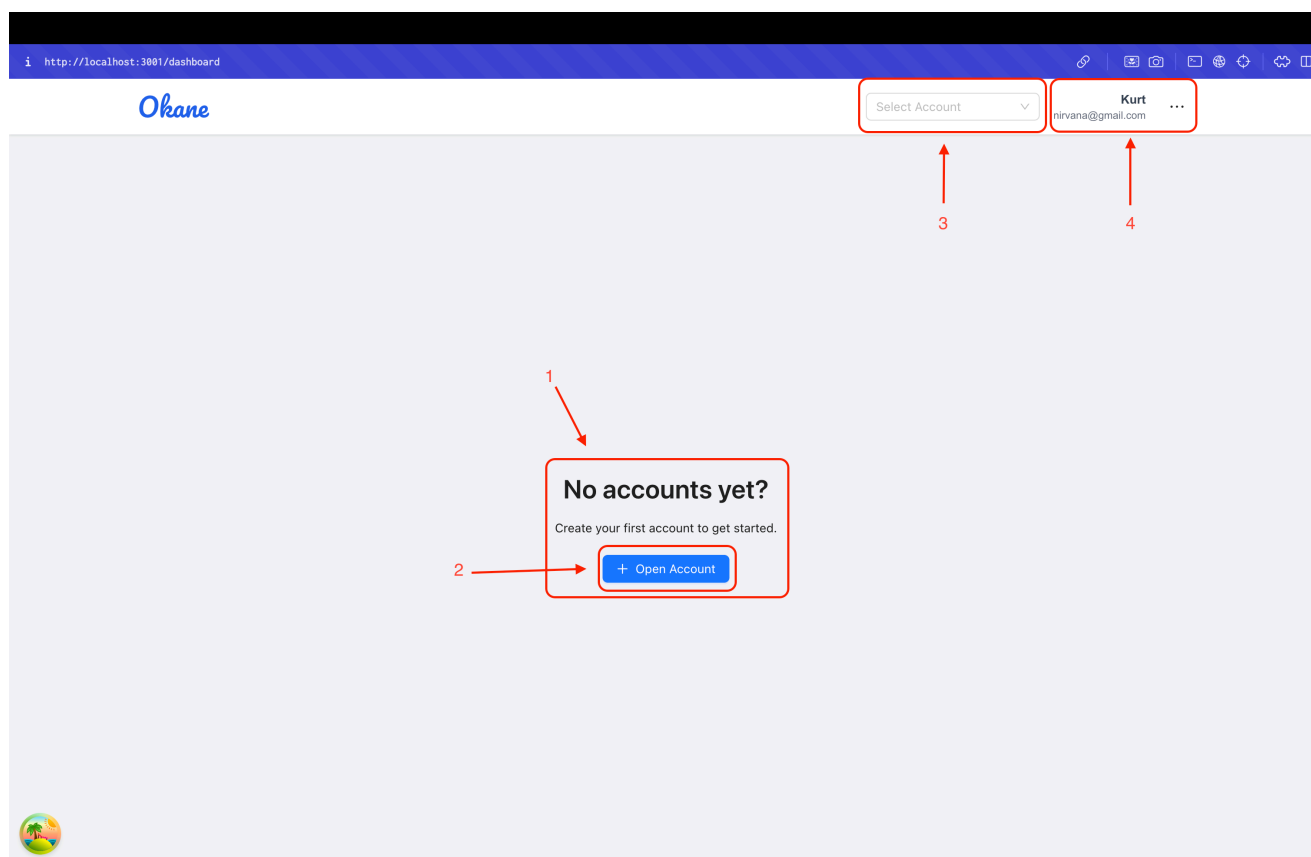 i http://localhost:3001/dashboard
Okane
Select Account
Kurt
nirvana@gmail.com
...
3
4
1
No accounts yet?
Create your first account to get started.
2
+ Open Account